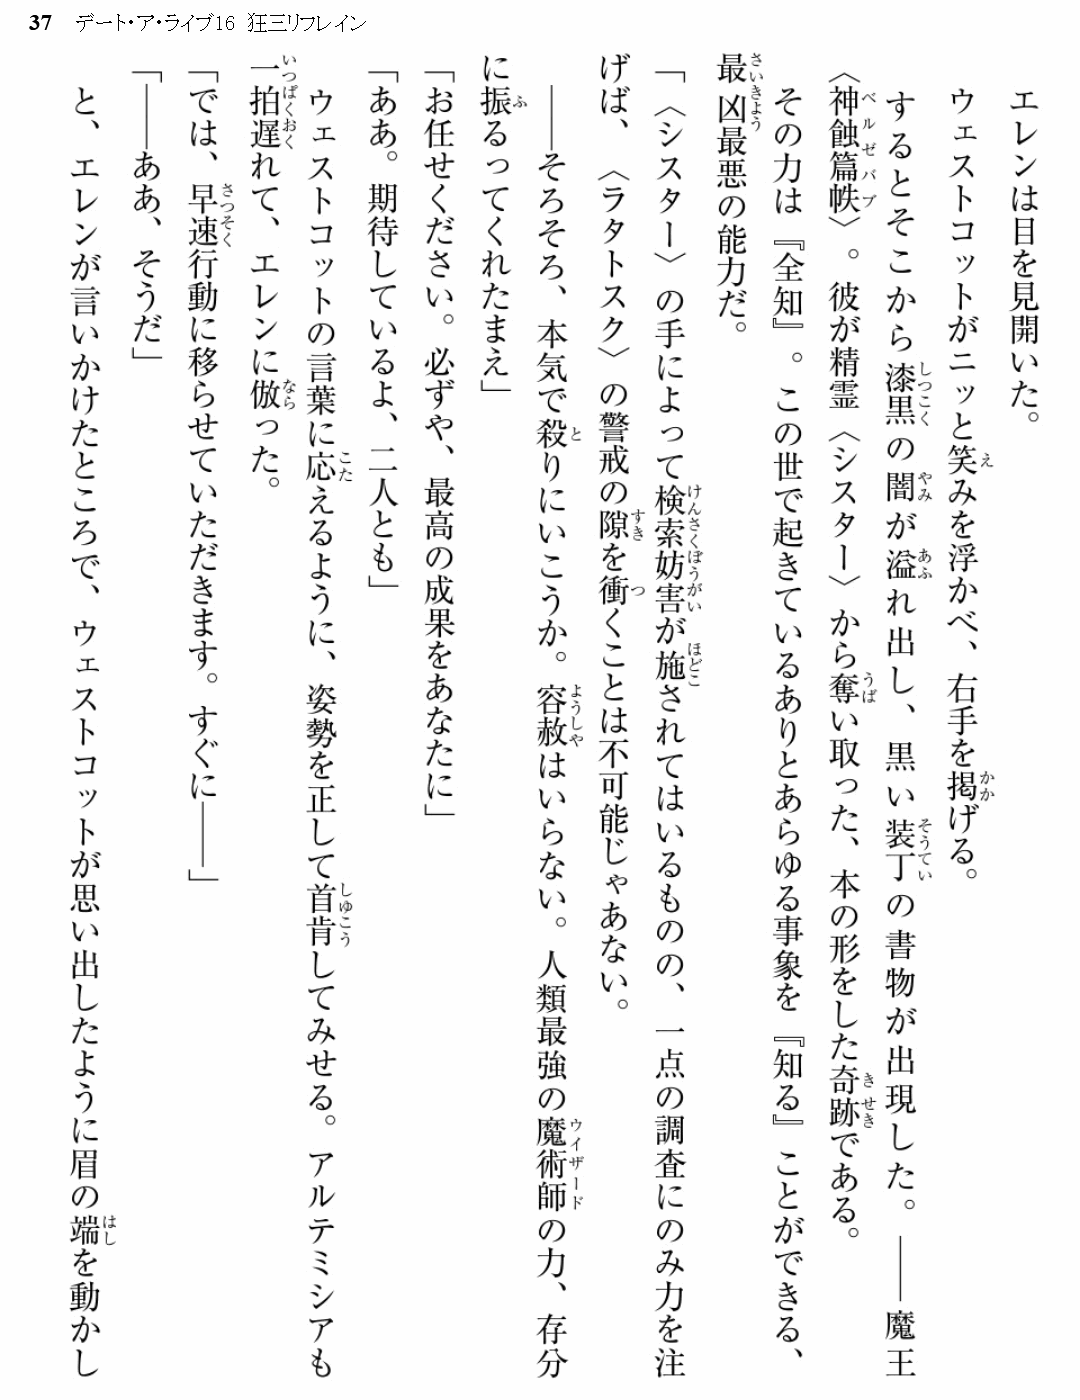 37 デート・ア・ライブ16 狂三リフレイン
エレンは目を見開いた。
ウェストコットがニッと笑みを浮かべ、右手を掲げる。
するとそこから漆黒の闇が溢れ出し、黒い装丁の書物が出現した。――魔王
〈神蝕篇帙〉。彼が精霊〈シスター〉から奪い取った、本の形をした奇跡である。
その力は『全知』。この世で起きているありとあらゆる事象を『知る』ことができる、
最凶最悪の能力だ。
「〈シスター〉の手によって検索妨害が施されてはいるものの、一点の調査にのみ力を注
げば、〈ラタトスク〉の警戒の隙を衝くことは不可能じゃあない。
――そろそろ、本気で殺りにいこうか。容赦はいらない。人類最強の魔術師の力、存分
に振るってくれたまえ」
「お任せください。必ずや、最高の成果をあなたに」
「ああ。期待しているよ、二人とも」
ウェストコットの言葉に応えるように、姿勢を正して首肯してみせる。アルテミシアも
一拍遅れて、エレンに倣った。
「では、早速行動に移らせていただきます。すぐに――」
「――ああ、そうだ」
と、エレンが言いかけたところで、ウェストコットが思い出したように眉の端を動かし